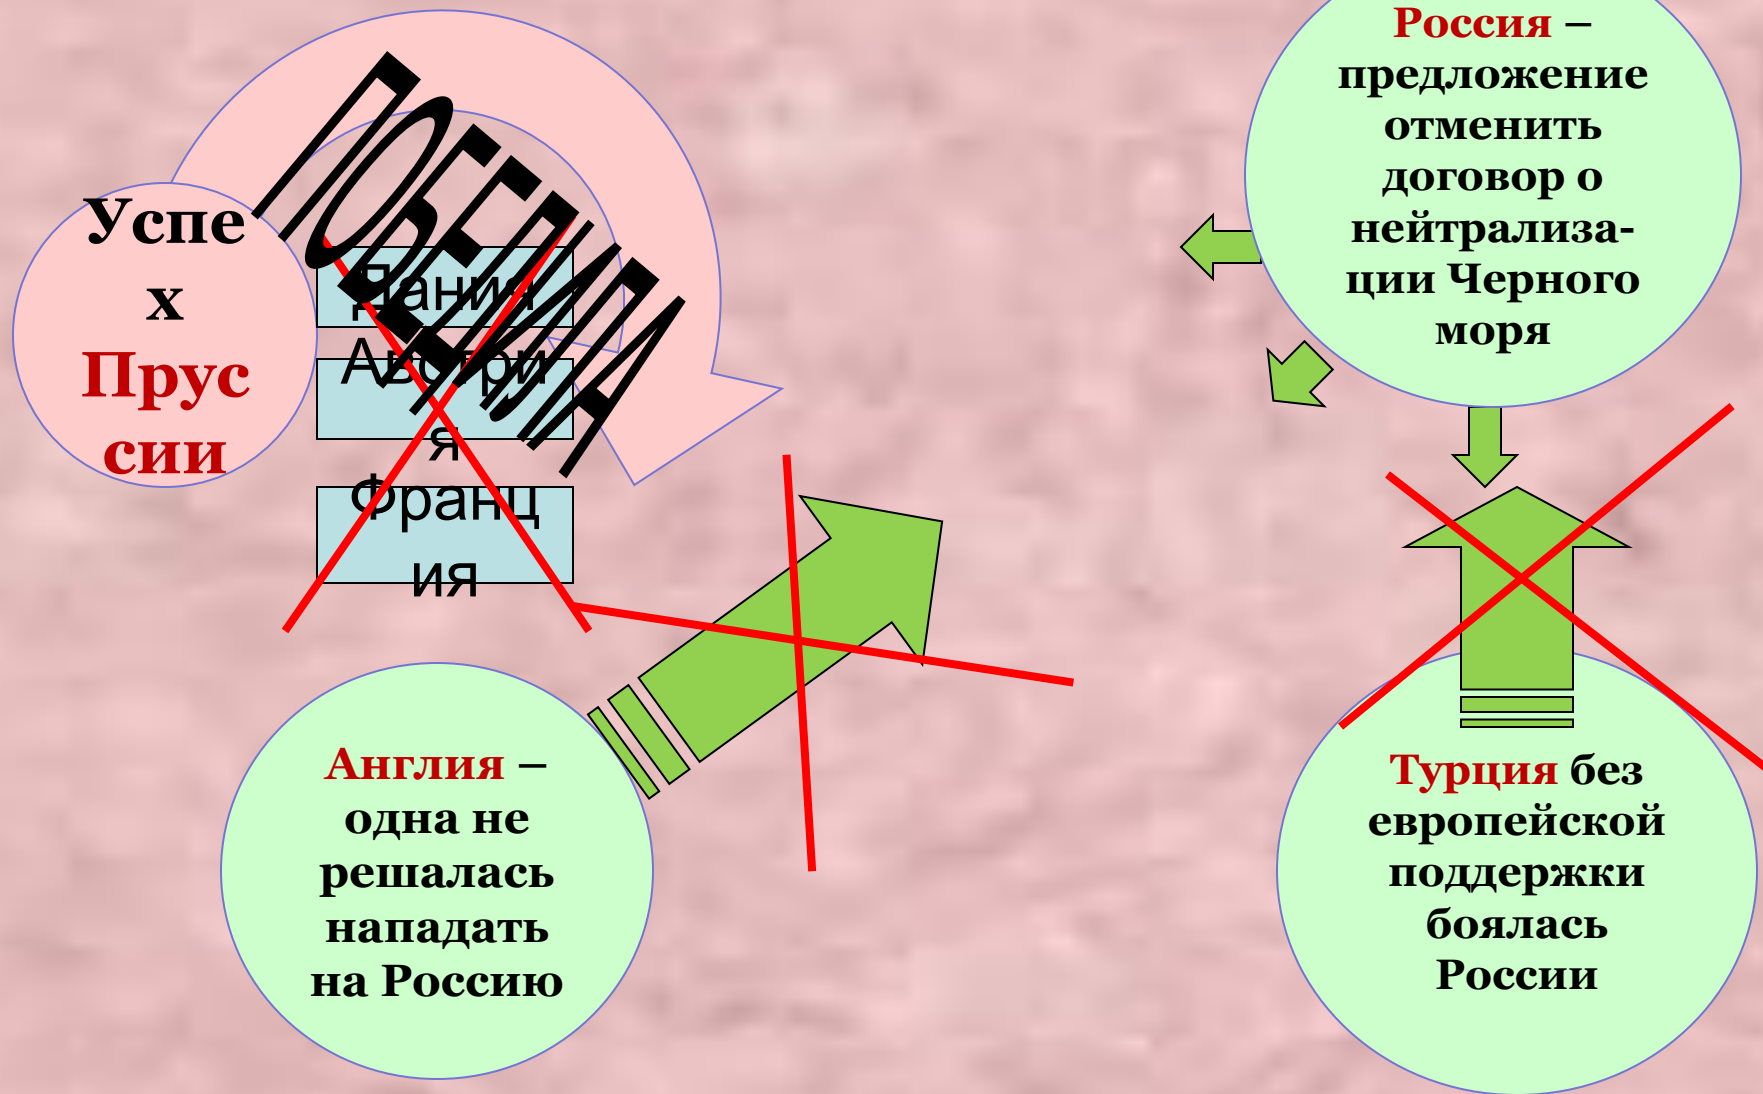 ПОБЕДИЛА
Успе
х
Прус
сии
Дания
Австри
я
Франц
ия
Россия –
предложение
отменить
договор о
нейтрализа-
ции Черного
моря
Англия –
одна не
решалась
нападать
на Россию
Турция без
европейской
поддержки
боялась
России